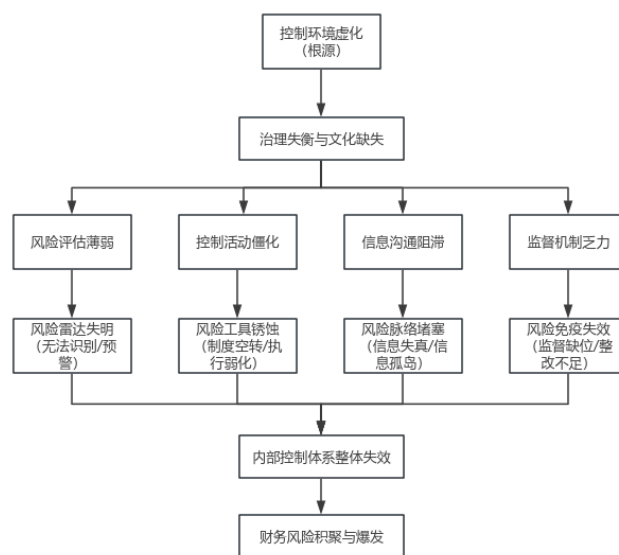 控制环境虚化
（根源）
治理失衡与文化缺失
风险评估薄弱
控制活动僵化
信息沟通阻滞
监督机制乏力
风险雷达失明
（无法识别/预
警）
风险工具锈蚀
（制度空转/执
行弱化）
风险脉络堵塞
（信息失真/信
息孤岛）
风险免疫失效
（监督缺位/整
改不足）
内部控制体系整体失效
财务风险积聚与爆发